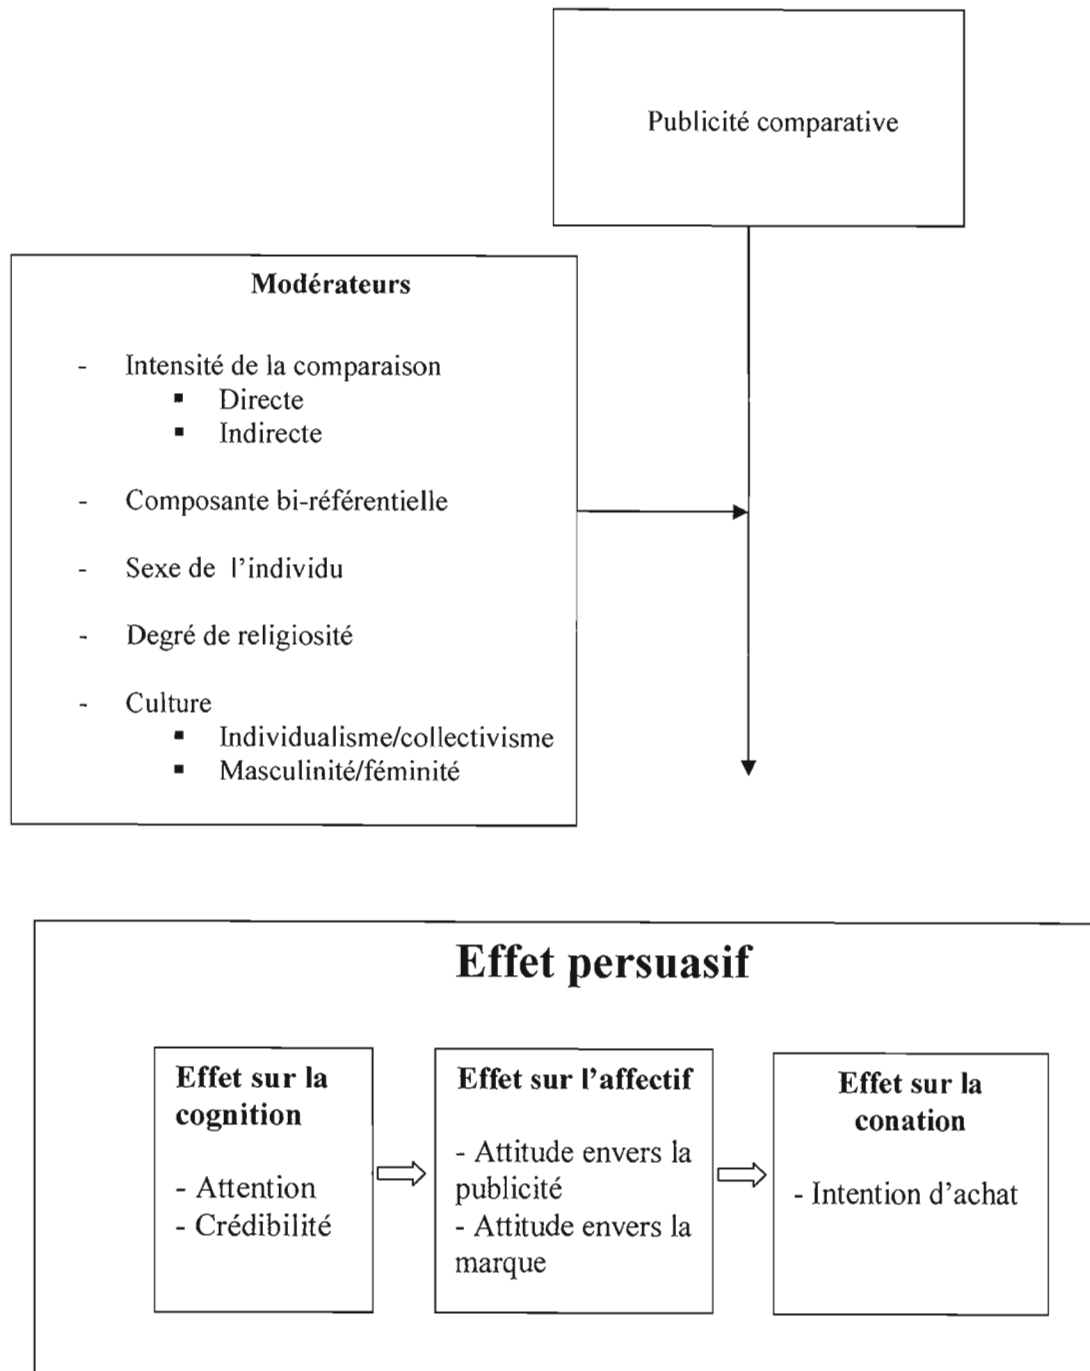 Publicité comparative
Modérateurs
- Intensité de la comparaison
▪ Directe
▪ Indirecte
- Composante bi-référentielle
- Sexe de l'individu
- Degré de religiosité
- Culture
▪ Individualisme/collectivisme
▪ Masculinité/féminité
Effet persuasif
Effet sur la
cognition
- Attention
- Crédibilité
Effet sur l'affectif
- Attitude envers la
publicité
- Attitude envers la
marque
Effet sur la
conation
- Intention d'achat